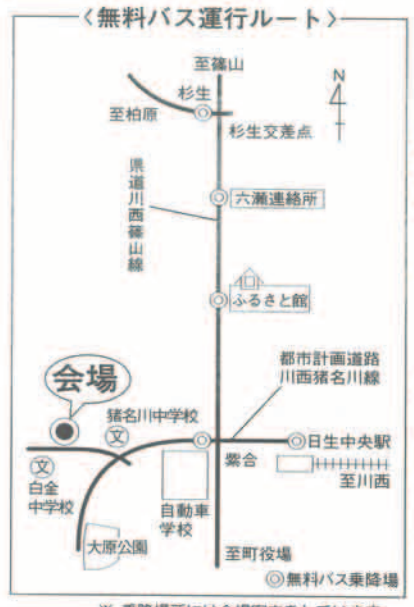 〈無料バス運行ルート〉
至篠山
N
杉生
至柏原
杉生交差点
県道川西篠山線
六瀬連絡所
ふるさと館
都市計画道路
川西猪名川線
会場
猪名川中学校
文
日生中央駅
紫合
至川西
文
白金
中学校
自動車
学校
大原公園
至町役場
◎無料バス乗降場